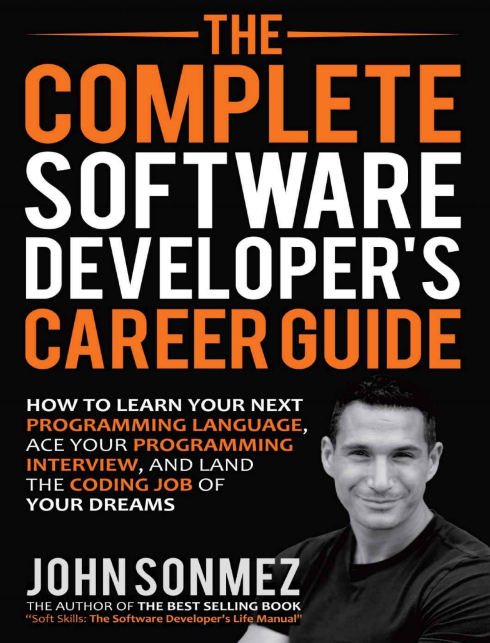 THE
COMPLETE
SOFTWARE
DEVELOPER'S
CAREER GUIDE
HOW TO LEARN YOUR NEXT
PROGRAMMING LANGUAGE,
ACE YOUR PROGRAMMING
INTERVIEW, AND LAND
THE CODING JOB OF
YOUR DREAMS
JOHN SONMEZ
THE AUTHOR OF THE BEST SELLING BOOK
“Soft Skills: The Software Developer's Life Manual"